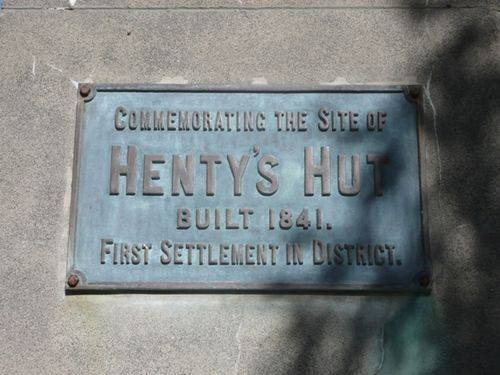 Commemorating the Site of
Henty's Hut
Built 1841.
First Settlement in District.